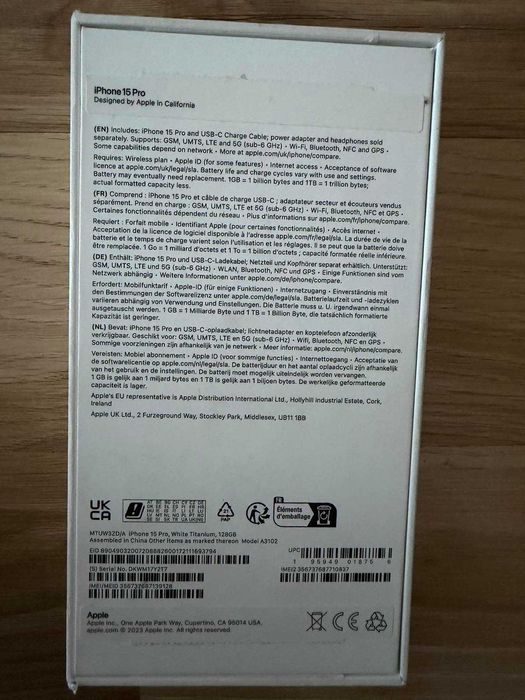 iPhone 15 Pro
Designed by Apple in California
(EN) Includes: iPhone 15 Pro and USB-C Charge Cable; power adapter and headphones sold
separately. Supports: GSM, UMTS, LTE and 5G (sub-6 GHz) • Wi-Fi, Bluetooth, NFC and GPS •
Some capabilities depend on network • More at apple.com/uk/iphone/compare.
Requires: Wireless plan • Apple ID (for some features) • Internet access • Acceptance of software
licence at apple.com/uk/legal/sla. Battery life and charge cycles vary with use and settings.
Battery may eventually need replacement. 1GB = 1 billion bytes and 1TB = 1 trillion bytes;
actual formatted capacity less.
(FR) Comprend : iPhone 15 Pro et câble de charge USB-C ; adaptateur secteur et écouteurs vendus
séparément. Prend en charge : GSM, UMTS, LTE et 5G (sub-6 GHz) • Wi-Fi, Bluetooth, NFC et GPS •
Certaines fonctionnalités dépendent du réseau • Plus d'informations sur apple.com/fr/iphone/compare.
Requiert : Forfait mobile • Identifiant Apple (pour certaines fonctionnalités) • Accès internet •
Acceptation de la licence de logiciel disponible à l'adresse apple.com/fr/legal/sla. La durée de vie de la
batterie et le temps de charge varient selon l'utilisation et les réglages. Il se peut que la batterie doive
être remplacée. 1 Go = 1 milliard d'octets et 1 To = 1 billion d'octets ; capacité formatée réelle inférieure.
(DE) Enthält: iPhone 15 Pro und USB-C-Ladekabel; Netzteil und Kopfhörer separat erhältlich. Unterstützt:
GSM, UMTS, LTE und 5G (sub-6 GHz) • WLAN, Bluetooth, NFC und GPS • Einige Funktionen sind vom
Netzwerk abhängig • Weitere Infos unter apple.com/de/iphone/compare.
Erfordert: Mobilfunktarif • Apple-ID (für einige Funktionen) • Internetzugang • Einverständnis mit
den Bestimmungen der Softwarelizenz unter apple.com/de/legal/sla. Batterielaufzeit und -ladezyklen
variieren abhängig von Verwendung und Einstellungen. Die Batterie muss u. U. irgendwann einmal
ausgetauscht werden. 1 GB = 1 Milliarde Byte und 1 TB = 1 Billion Byte, die tatsächlich formatierte
Kapazität ist geringer.
(NL) Bevat: iPhone 15 Pro en USB-C-oplaadkabel; lichtnetadapter en koptelefoon afzonderlijk
verkrijgbaar. Geschikt voor: GSM, UMTS, LTE en 5G (sub-6 GHz) • Wifi, Bluetooth, NFC en GPS •
Sommige voorzieningen zijn afhankelijk van je netwerk • Meer informatie: apple.com/nl/iphone/compare.
Vereisten: Mobiel abonnement • Apple ID (voor sommige functies) • Internettoegang • Acceptatie van
de softwarelicentie op apple.com/nl/legal/sla. De batterijduur en het aantal oplaadcycli zijn afhankelijk
van het gebruik en de instellingen. De batterij moet mogelijk uiteindelijk worden vervangen.
1 GB is gelijk aan 1 miljard bytes en 1 TB is gelijk aan 1 biljoen bytes. De werkelijke geformatteerde
capaciteit is lager.
Apple's EU representative is Apple Distribution International Ltd., Hollyhill Industrial Estate, Cork,
Ireland
Apple UK Ltd., 2 Furzeground Way, Stockley Park, Middlesex, UB11 1BB
UK
CA
21
PAP
FR
Éléments
d'emballage
MTUW3ZD/A iPhone 15 Pro, White Titanium, 128GB
Assembled in China Other items as marked thereon Model A3102
EID 89049032007208882600172111693794
UPC
1 95949 01875 6
(S) Serial No. DKWM17Y2T7
IMEI2 356737687710837
IMEI/MEID 356737687139128
Apple
Apple Inc., One Apple Park Way, Cupertino, CA 96014 USA.
apple.com © 2023 Apple Inc. All rights reserved.
CE